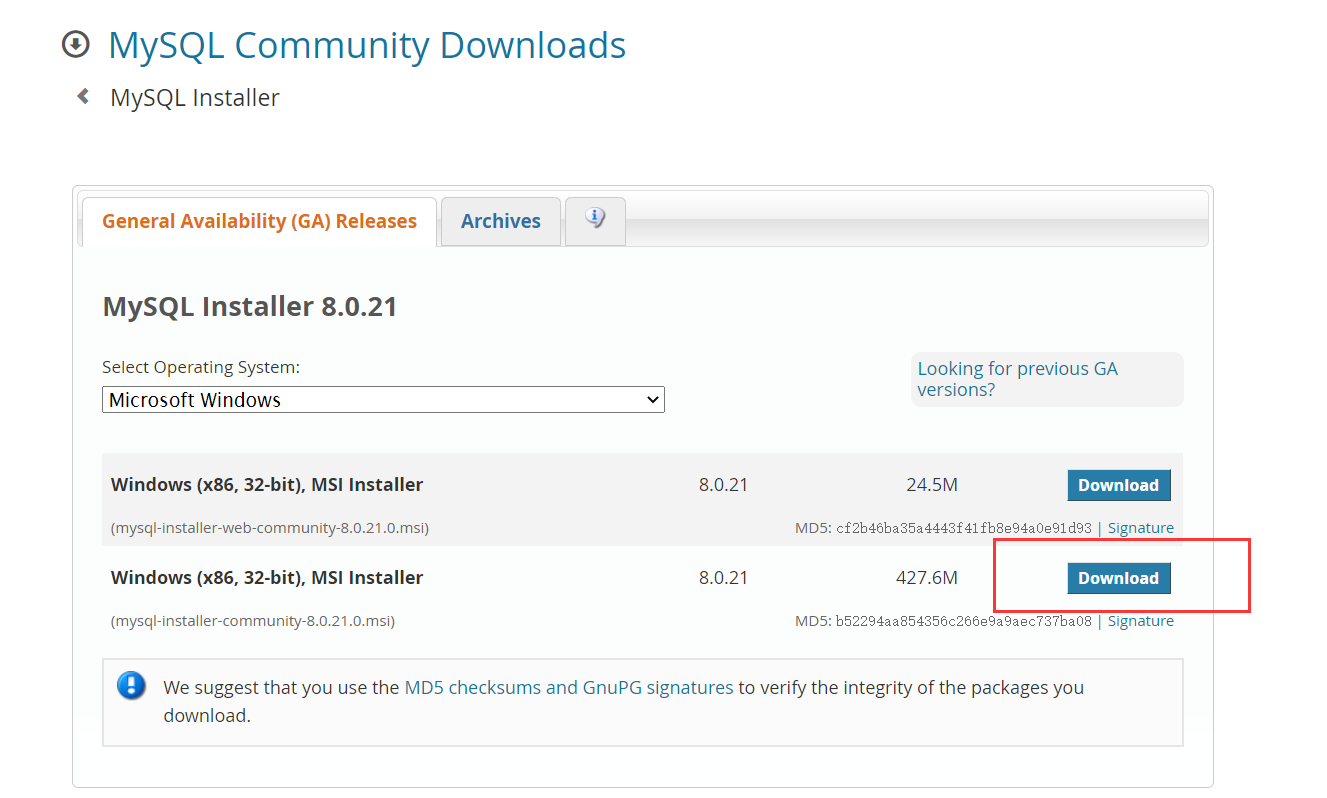 MySQL Community Downloads
MySQL Installer
General Availability (GA) Releases
Archives
MySQL Installer 8.0.21
Select Operating System:
Microsoft Windows
Looking for previous GA
versions?
Windows (x86, 32-bit), MSI Installer 8.0.21 24.5M Download
(mysql-installer-web-community-8.0.21.0.msi) MD5: cf2b46ba35a4443f41fb8e94a0e91d93 | Signature
Windows (x86, 32-bit), MSI Installer 8.0.21 427.6M Download
(mysql-installer-community-8.0.21.0.msi) MD5: b52294aa854356c266e9a9aec737ba08 | Signature
We suggest that you use the MD5 checksums and GnuPG signatures to verify the integrity of the packages you
download.